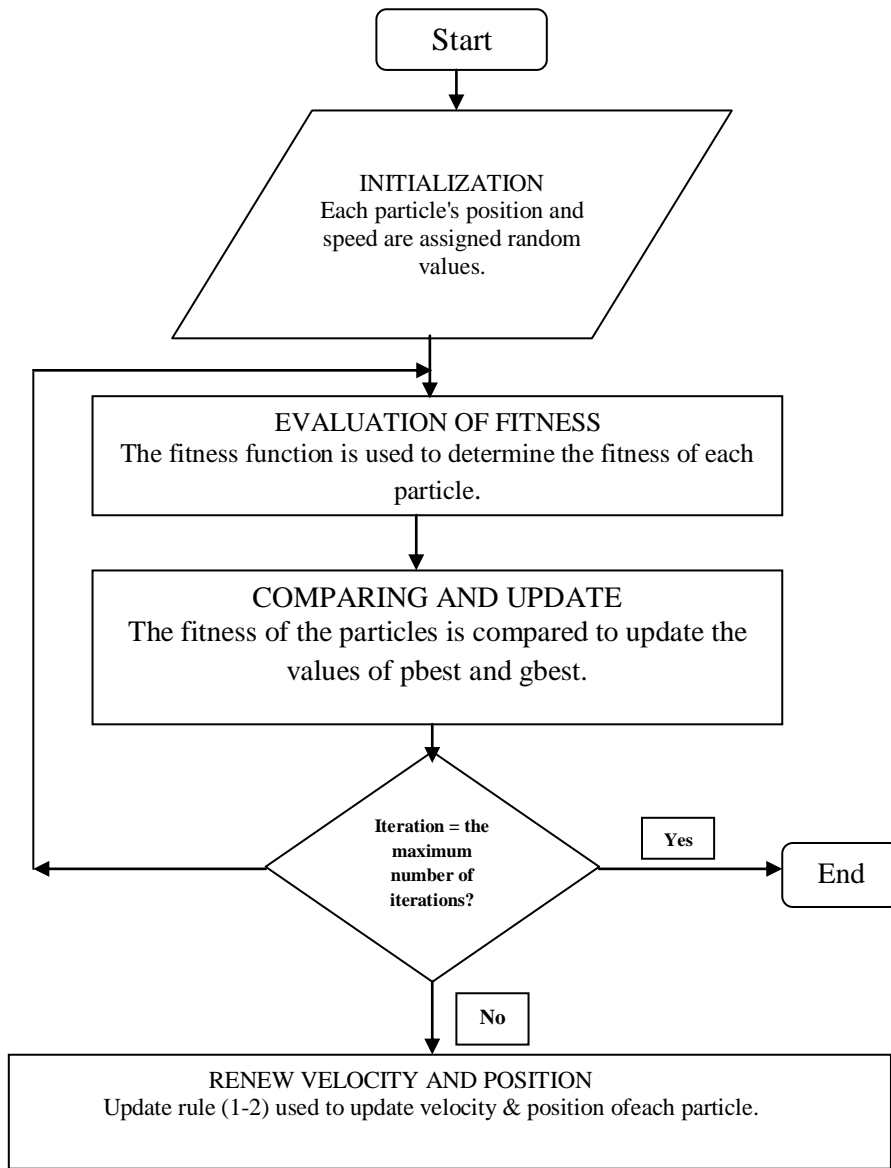 Start
INITIALIZATION
Each particle's position and
speed are assigned random
values.
EVALUATION OF FITNESS
The fitness function is used to determine the fitness of each
particle.
COMPARING AND UPDATE
The fitness of the particles is compared to update the
values of pbest and gbest.
Iteration = the
maximum
number of
iterations?
Yes
End
No
RENEW VELOCITY AND POSITION
Update rule (1-2) used to update velocity & position ofeach particle.